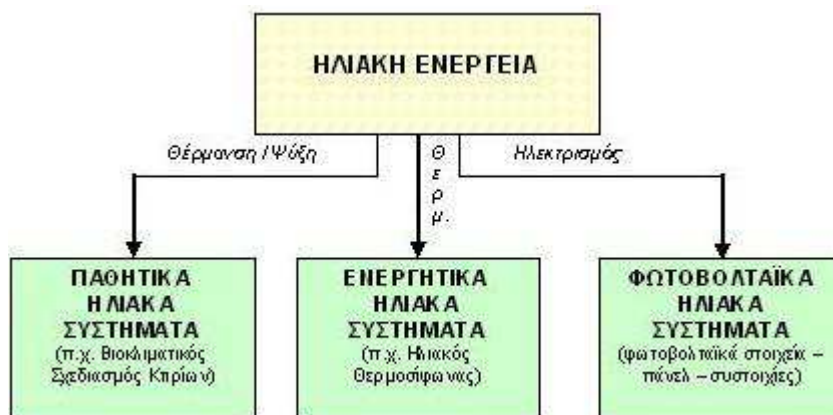 ΗΛΙΑΚΗ ΕΝΕΡΓΕΙΑ
Θέρμανση / Ψύξη
Θερμ.
Ηλεκτρισμός
ΠΑΘΗΤΙΚΑ
ΗΛΙΑΚΑ
ΣΥΣΤΗΜΑΤΑ
(π.χ. Βιοκλιματικός
Σχεδιασμός Κτιρίων)
ΕΝΕΡΓΗΤΙΚΑ
ΗΛΙΑΚΑ
ΣΥΣΤΗΜΑΤΑ
(π.χ. Ηλιακός
Θερμοσίφωνας)
ΦΩΤΟΒΟΛΤΑΪΚΑ
ΗΛΙΑΚΑ
ΣΥΣΤΗΜΑΤΑ
(φωτοβολταϊκά στοιχεία –
πάνελ – συστοιχίες)